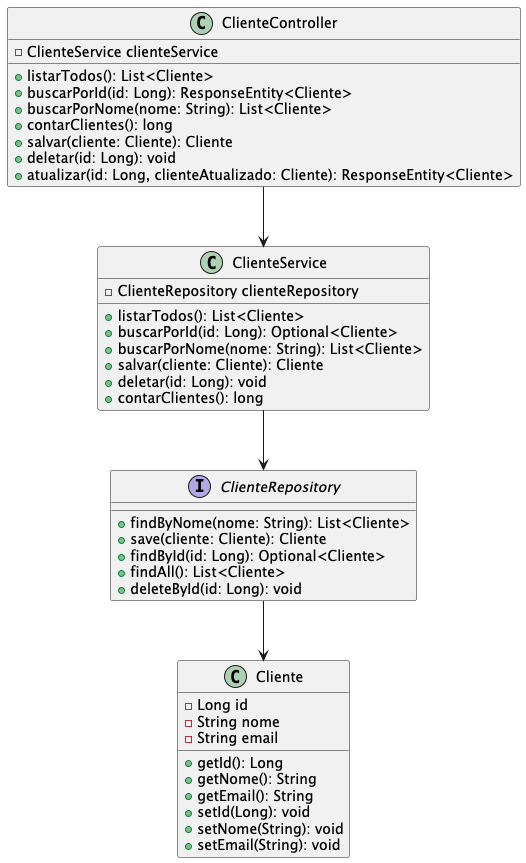 C ClienteController
ClienteService clienteService
listarTodos(): List<Cliente>
buscarPorId(id: Long): ResponseEntity<Cliente>
buscarPorNome(nome: String): List<Cliente>
contarClientes(): long
salvar(cliente: Cliente): Cliente
deletar(id: Long): void
atualizar(id: Long, clienteAtualizado: Cliente): ResponseEntity<Cliente>
C ClienteService
ClienteRepository clienteRepository
listarTodos(): List<Cliente>
buscarPorId(id: Long): Optional<Cliente>
buscarPorNome(nome: String): List<Cliente>
salvar(cliente: Cliente): Cliente
deletar(id: Long): void
contarClientes(): long
I ClienteRepository
findByNome(nome: String): List<Cliente>
save(cliente: Cliente): Cliente
findById(id: Long): Optional<Cliente>
findAll(): List<Cliente>
deleteById(id: Long): void
C Cliente
Long id
String nome
String email
getId(): Long
getNome(): String
getEmail(): String
setId(Long): void
setNome(String): void
setEmail(String): void